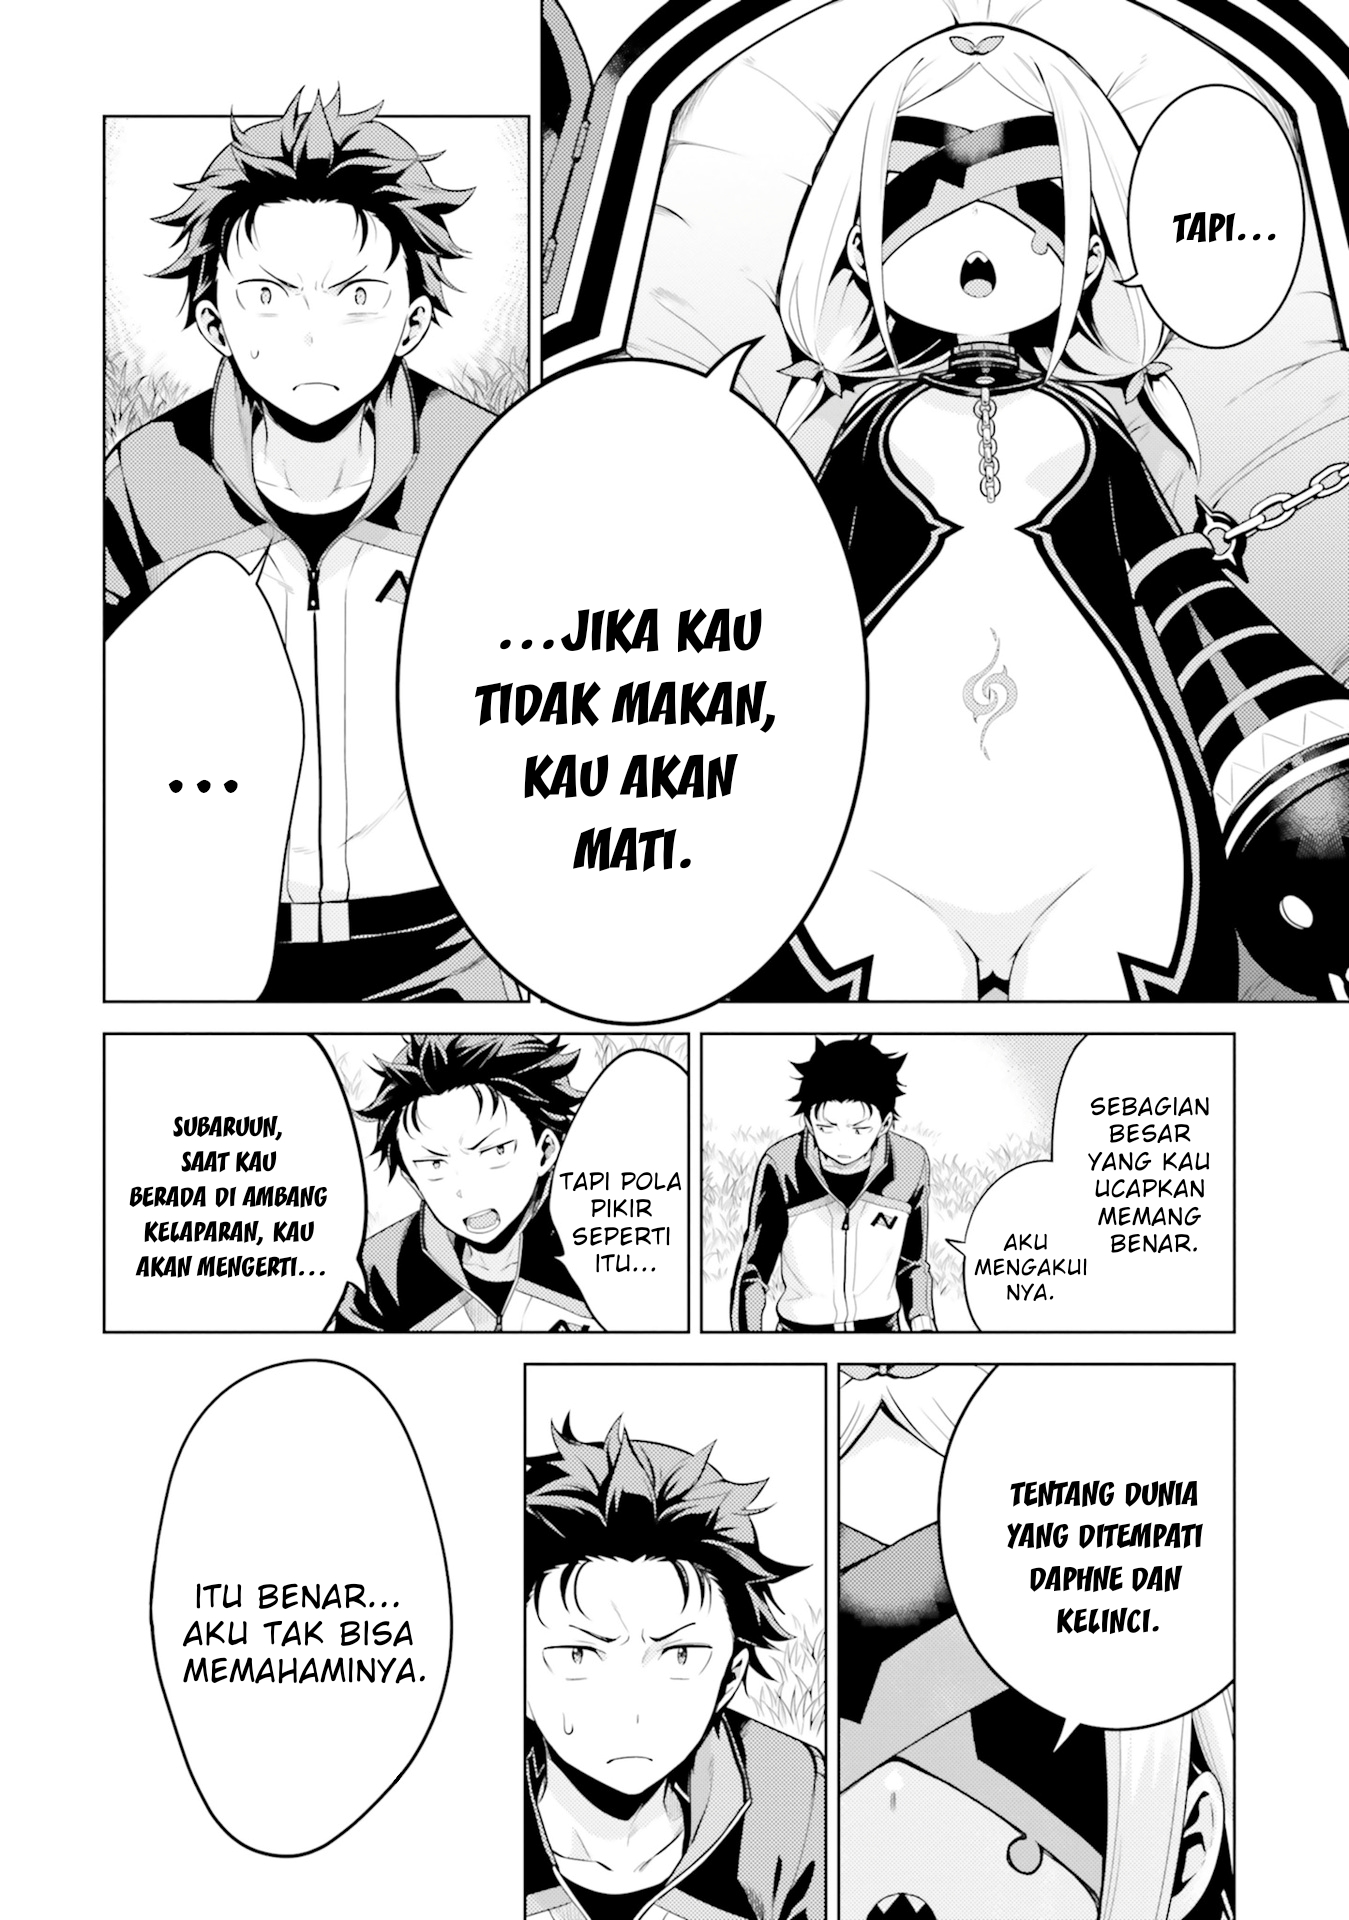 TAPI...
...JIKA KAU
TIDAK MAKAN,
KAU AKAN
MATI.
...
SEBAGIAN
BESAR
YANG KAU
UCAPKAN
MEMANG
BENAR.
AKU
MENGAKUI
NYA.
TAPI POLA
PIKIR
SEPERTI
ITU...
SUBARUUN,
SAAT KAU
BERADA DI AMBANG
KELAPARAN, KAU
AKAN MENGERTI...
TENTANG DUNIA
YANG DITEMPATI
DAPHNE DAN
KELINCI.
ITU BENAR...
AKU TAK BISA
MEMAHAMINYA.